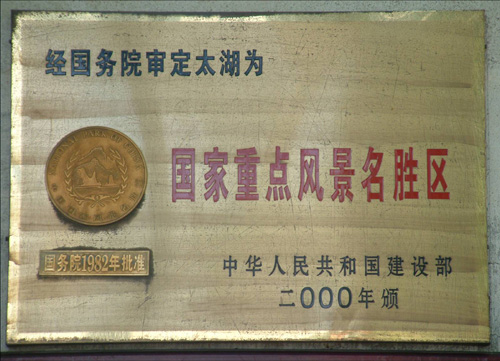 经国务院审定太湖为
国家重点风景名胜区
国务院1982年批准
中华人民共和国建设部
二000年颁